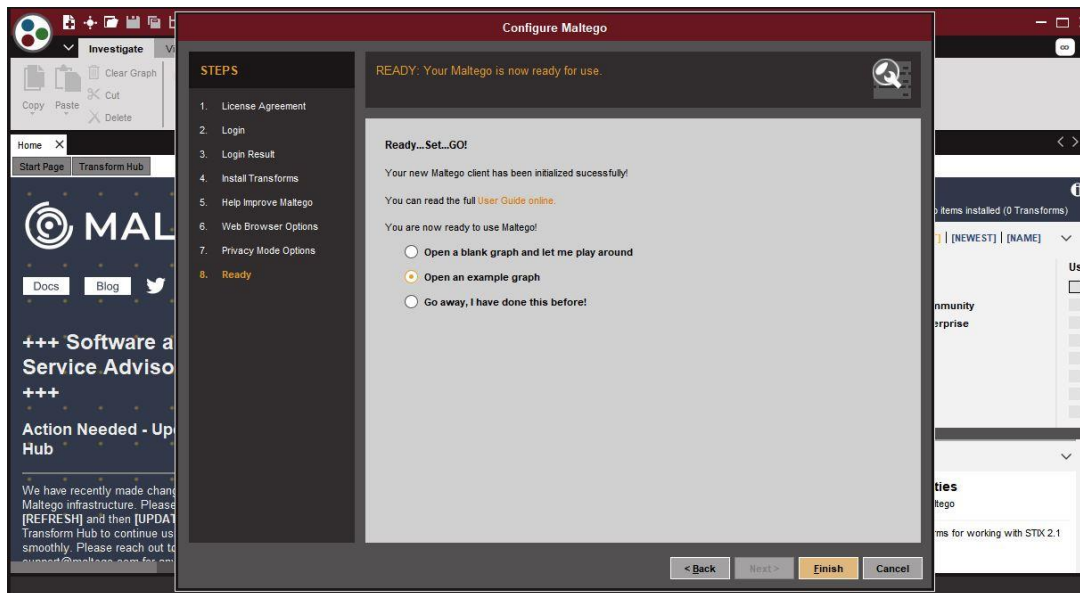 Configure Maltego
Investigate
Clear Graph
Copy
Paste
Cut
Delete
Home
Start Page
Transform Hub
Docs
Blog
+++ Software a
Service Adviso
+++
Action Needed - Up
Hub
We have recently made chang
Maltego infrastructure. Please
[REFRESH] and then [UPDAT
Transform Hub to continue us
smoothly. Please reach out to
STEPS
1. License Agreement
2. Login
3. Login Result
4. Install Transforms
5. Help Improve Maltego
6. Web Browser Options
7. Privacy Mode Options
8. Ready
READY: Your Maltego is now ready for use.
Ready...Set...GO!
Your new Maltego client has been initialized sucessfully!
You can read the full User Guide online.
You are now ready to use Maltego!
Open a blank graph and let me play around
Open an example graph
Go away, I have done this before!
< Back
Next >
Finish
Cancel
items installed (0 Transforms)
[NEWEST] | [NAME]
Us
mmunity
erprise
ties
ltego
ms for working with STIX 2.1
MAL